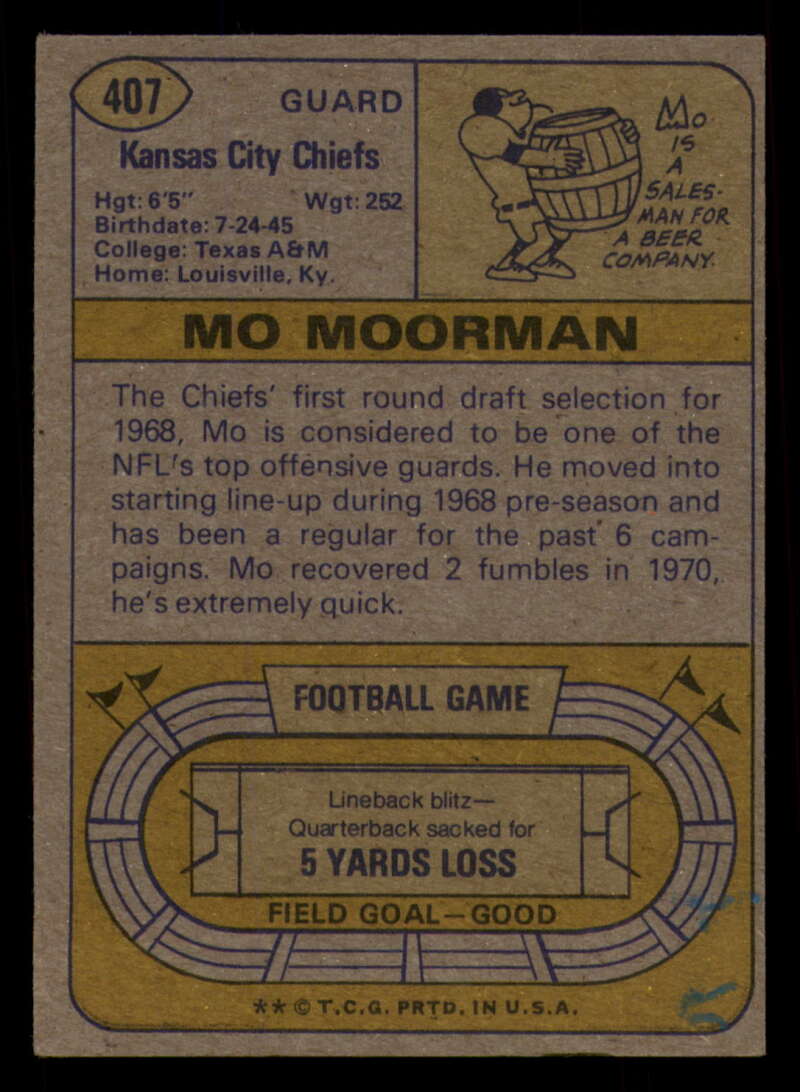 407
GUARD
Kansas City Chiefs
Hgt: 6'5" Wgt: 252
Birthdate: 7-24-45
College: Texas A&M
Home: Louisville, Ky.
Mo
IS
A
SALES-
MAN FOR
A BEER
COMPANY.
MO MOORMAN
The Chiefs' first round draft selection for
1968, Mo is considered to be one of the
NFL's top offensive guards. He moved into
starting line-up during 1968 pre-season and
has been a regular for the past 6 cam-
paigns. Mo recovered 2 fumbles in 1970,
he's extremely quick.
FOOTBALL GAME
Lineback blitz—
Quarterback sacked for
5 YARDS LOSS
FIELD GOAL—GOOD
** © T.C.G. PRTD. IN U.S.A.